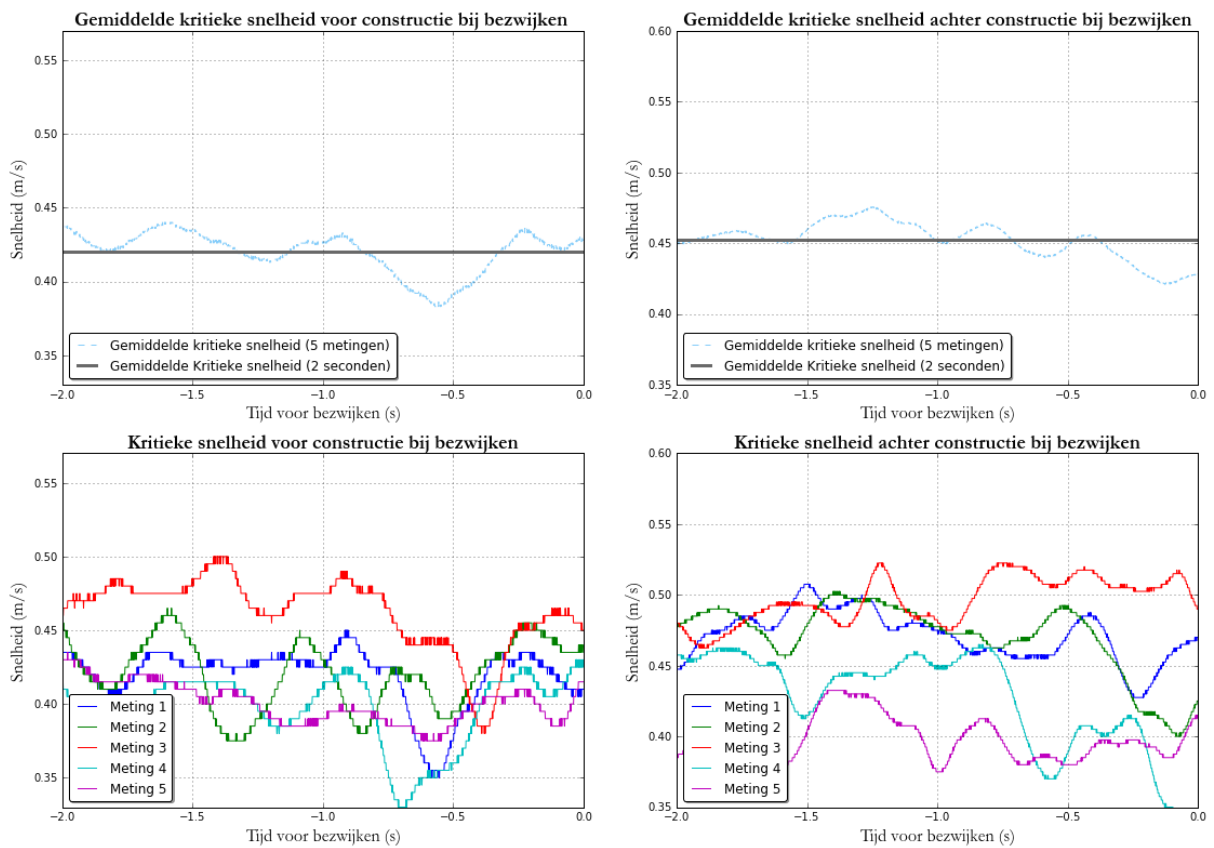 Gemiddelde kritieke snelheid voor constructie bij bezwijken
Snelheid (m/s)
0.55
0.50
0.45
0.40
0.35
Gemiddelde kritieke snelheid (5 metingen)
Gemiddelde Kritieke snelheid (2 seconden)
−2.0 −1.5 −1.0 −0.5 0.0
Tijd voor bezwijken (s)
Gemiddelde kritieke snelheid achter constructie bij bezwijken
Snelheid (m/s)
0.60
0.55
0.50
0.45
0.40
0.35
Gemiddelde kritieke snelheid (5 metingen)
Gemiddelde Kritieke snelheid (2 seconden)
−2.0 −1.5 −1.0 −0.5 0.0
Tijd voor bezwijken (s)
Kritieke snelheid voor constructie bij bezwijken
Snelheid (m/s)
0.55
0.50
0.45
0.40
0.35
Meting 1
Meting 2
Meting 3
Meting 4
Meting 5
−2.0 −1.5 −1.0 −0.5 0.0
Tijd voor bezwijken (s)
Kritieke snelheid achter constructie bij bezwijken
Snelheid (m/s)
0.60
0.55
0.50
0.45
0.40
0.35
Meting 1
Meting 2
Meting 3
Meting 4
Meting 5
−2.0 −1.5 −1.0 −0.5 0.0
Tijd voor bezwijken (s)